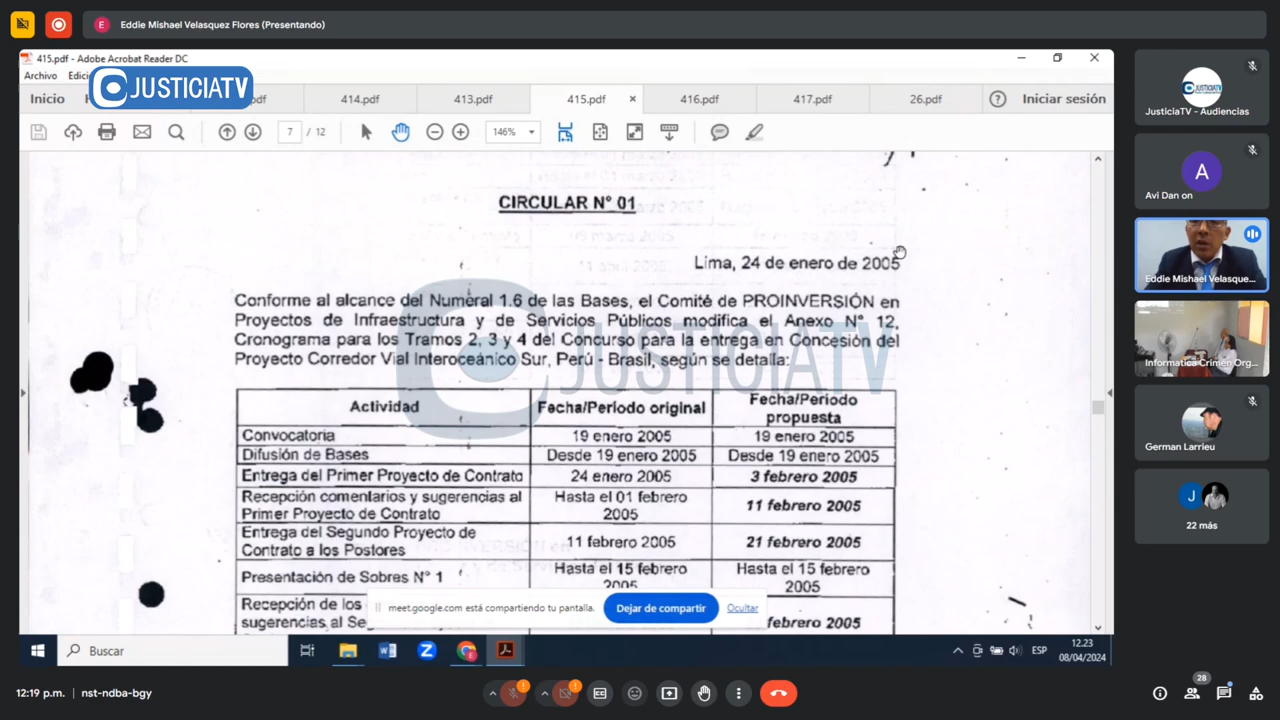 Eddie Mishael Velasquez Flores (Presentando)
415.pdf - Adobe Acrobat Reader DC
Archivo
JUSTICIATV
Inicio
414.pdf
413.pdf
415.pdf
416.pdf
417.pdf
26.pdf
Iniciar sesión
7 / 12
146%
CIRCULAR N° 01
Lima, 24 de enero de 2005
Conforme al alcance del Numeral 1.6 de las Bases, el Comité de PROINVERSIÓN en
Proyectos de Infraestructura y de Servicios Públicos modifica el Anexo N° 12,
Cronograma para los Tramos 2, 3 y 4 del Concurso para la entrega en Concesión del
Proyecto Corredor Vial Interoceánico Sur, Perú - Brasil, según se detalla:
JUSTICIATV
Actividad Fecha/Periodo original Fecha/Periodo propuesta
Convocatoria 19 enero 2005 19 enero 2005
Difusión de Bases Desde 19 enero 2005 Desde 19 enero 2005
Entrega del Primer Proyecto de Contrato 24 enero 2005 3 febrero 2005
Recepción comentarios y sugerencias al Primer Proyecto de Contrato Hasta el 01 febrero 2005 11 febrero 2005
Entrega del Segundo Proyecto de Contrato a los Postores 11 febrero 2005 21 febrero 2005
Presentación de Sobres N° 1 Hasta el 15 febrero 2005 Hasta el 15 febrero 2005
Recepción de los
sugerencias al
febrero 2005
meet.google.com está compartiendo tu pantalla. Dejar de compartir Ocultar
Buscar
ESP
12.23
08/04/2024
JusticiaTV - Audiencias
A
Avi Dan on
Eddie Mishael Velasque...
Informatica Crimen Org...
German Larrieu
J
22 más
12:19 p.m. nst-ndba-bgy
28